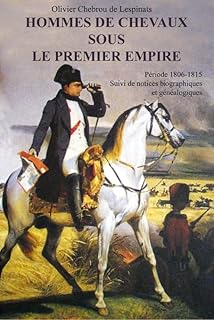 Olivier Chebrou de Lespinats
HOMMES DE CHEVAUX
SOUS
LE PREMIER EMPIRE
Période 1806-1815
Suivi de notices biographiques
et généalogiques